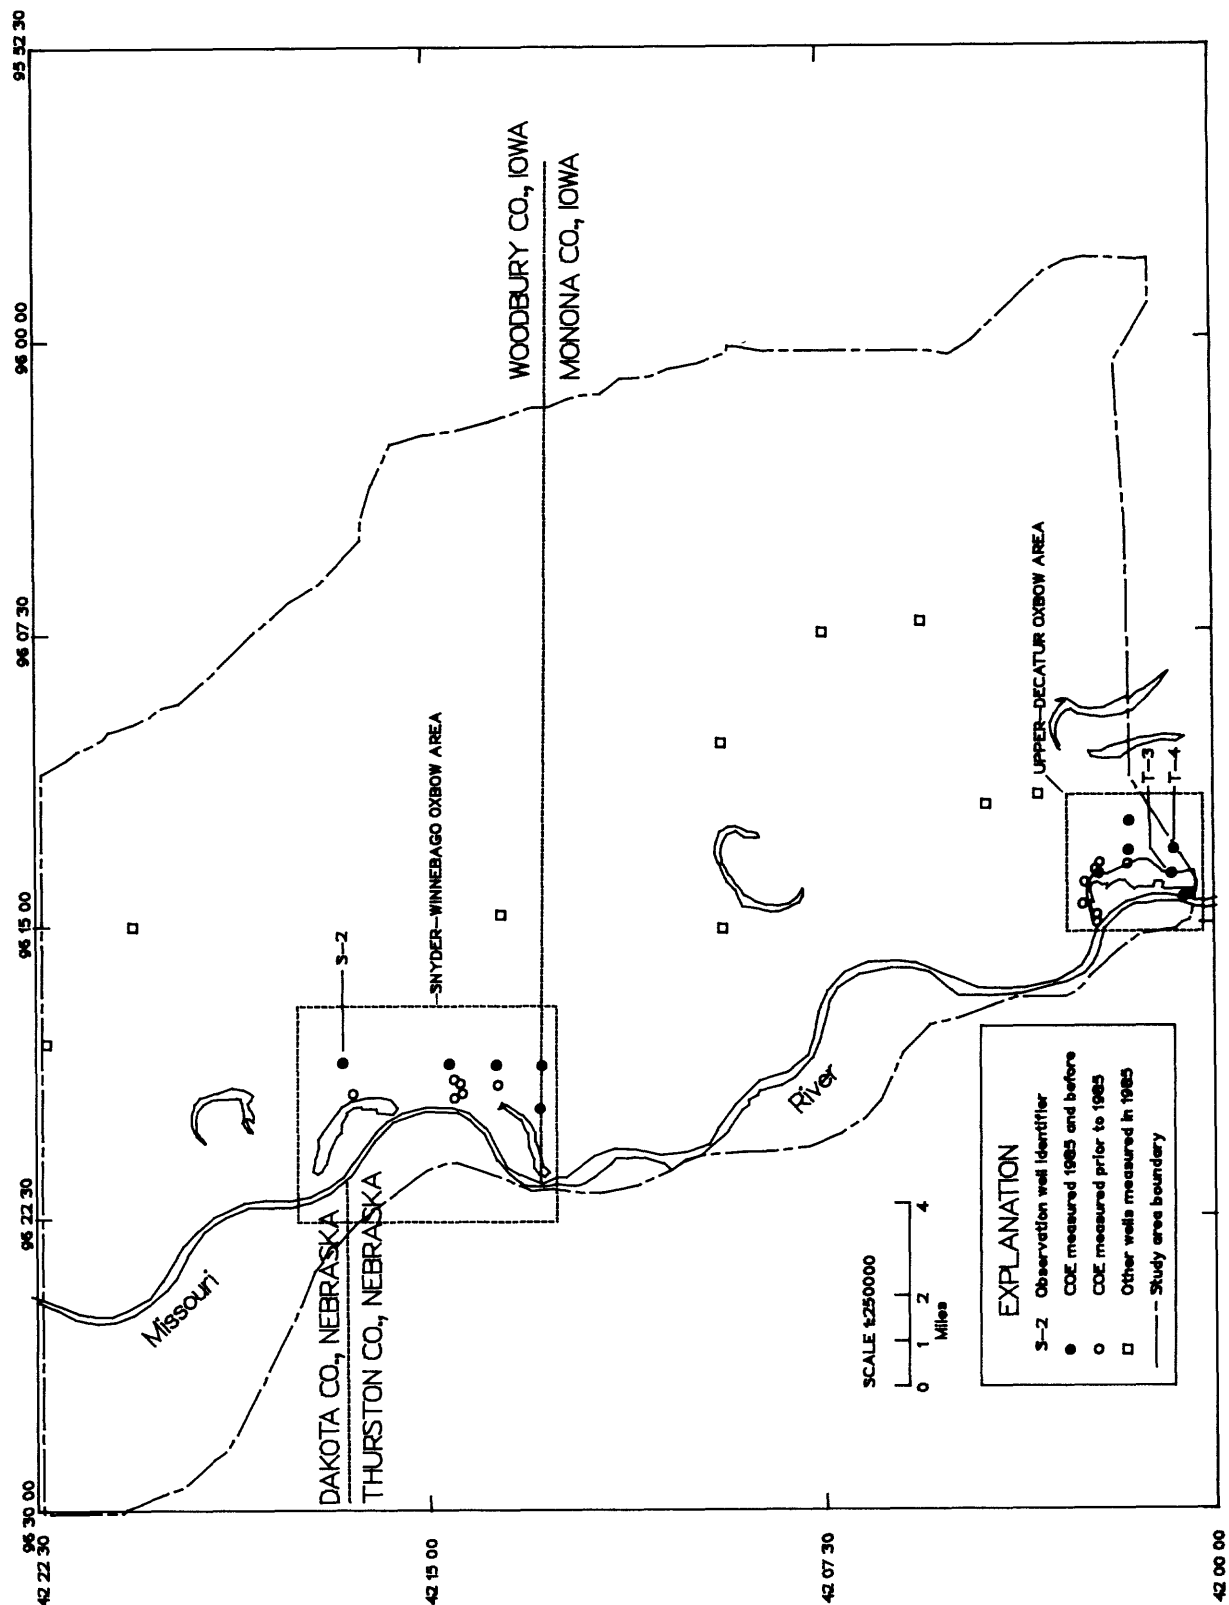 96 30 00
96 22 30
96 15 00
96 07 30
96 00 00
95 52 30
42 22 30
42 15 00
42 07 30
42 00 00
Missouri
River
DAKOTA CO., NEBRASKA
THURSTON CO., NEBRASKA
S-2
SNYDER-WINNEBAGO OXBOW AREA
WOODBURY CO., IOWA
MONONA CO., IOWA
UPPER-DECATUR OXBOW AREA
T-3
T-4
SCALE 1:250000
0 1 2 4
Miles
EXPLANATION
S-2 Observation well identifier
COE measured 1985 and before
COE measured prior to 1985
Other wells measured in 1985
Study area boundary